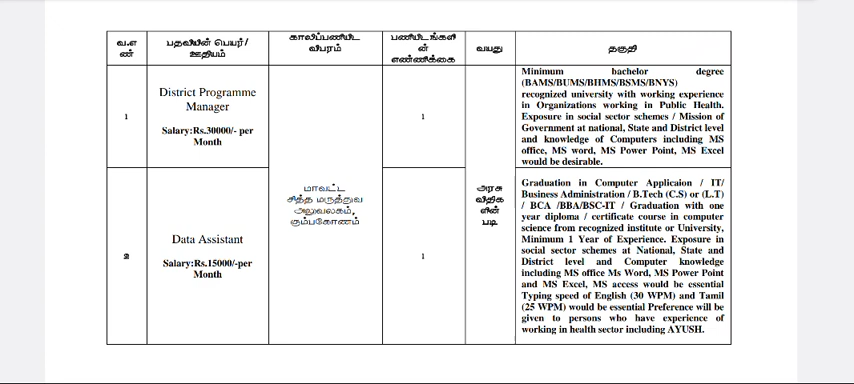 வ.எண்
பதவியின் பெயர்/
ஊதியம்
காலிப்பணியிட
விபரம்
பணியிடங்களி
ன்
எண்ணிக்கை
வயது
தகுதி
1
District Programme
Manager
Salary:Rs.30000/- per
Month
1
Minimum bachelor degree
(BAMS/BUMS/BHMS/BSMS/BNYS)
recognized university with working experience
in Organizations working in Public Health.
Exposure in social sector schemes / Mission of
Government at national, State and District level
and knowledge of Computers including MS
office, MS word, MS Power Point, MS Excel
would be desirable.
மாவட்ட
சித்த மருத்துவ
அலுவலகம்,
கும்பகோணம்
அரசு
விதிக
ளின்
படி
2
Data Assistant
Salary:Rs.15000/-per
Month
1
Graduation in Computer Applicaion / IT/
Business Administration / B.Tech (C.S) or (L.T)
/ BCA /BBA/BSC-IT / Graduation with one
year diploma / certificate course in computer
science from recognized institute or University,
Minimum 1 Year of Experience. Exposure in
social sector schemes at National, State and
District level and Computer knowledge
including MS office Ms Word, MS Power Point
and MS Excel, MS access would be essential
Typing speed of English (30 WPM) and Tamil
(25 WPM) would be essential Preference will be
given to persons who have experience of
working in health sector including AYUSH.